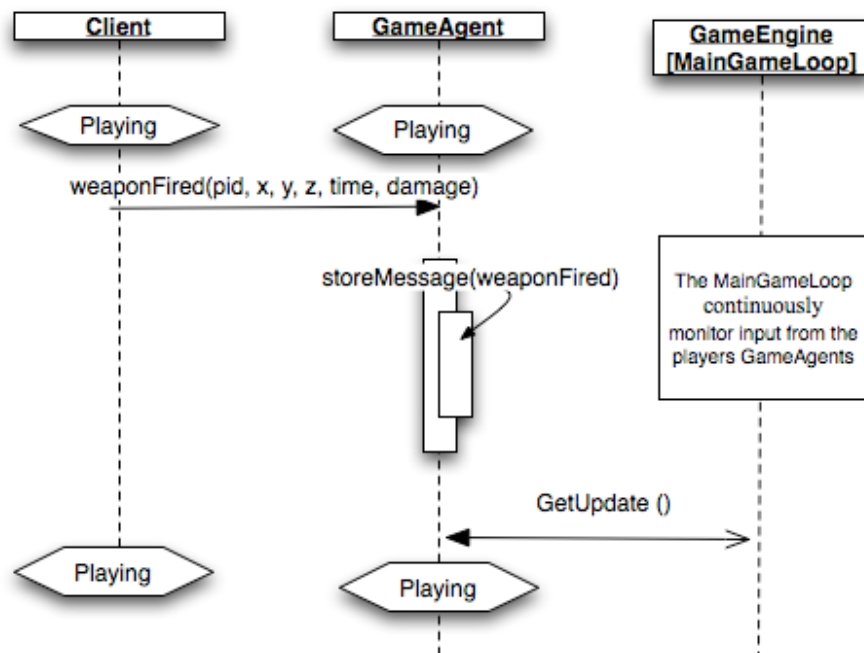 Client
GameAgent
GameEngine
[MainGameLoop]
Playing
Playing
weaponFired(pid, x, y, z, time, damage)
storeMessage(weaponFired)
The MainGameLoop
continuously
monitor input from the
players GameAgents
GetUpdate ()
Playing
Playing